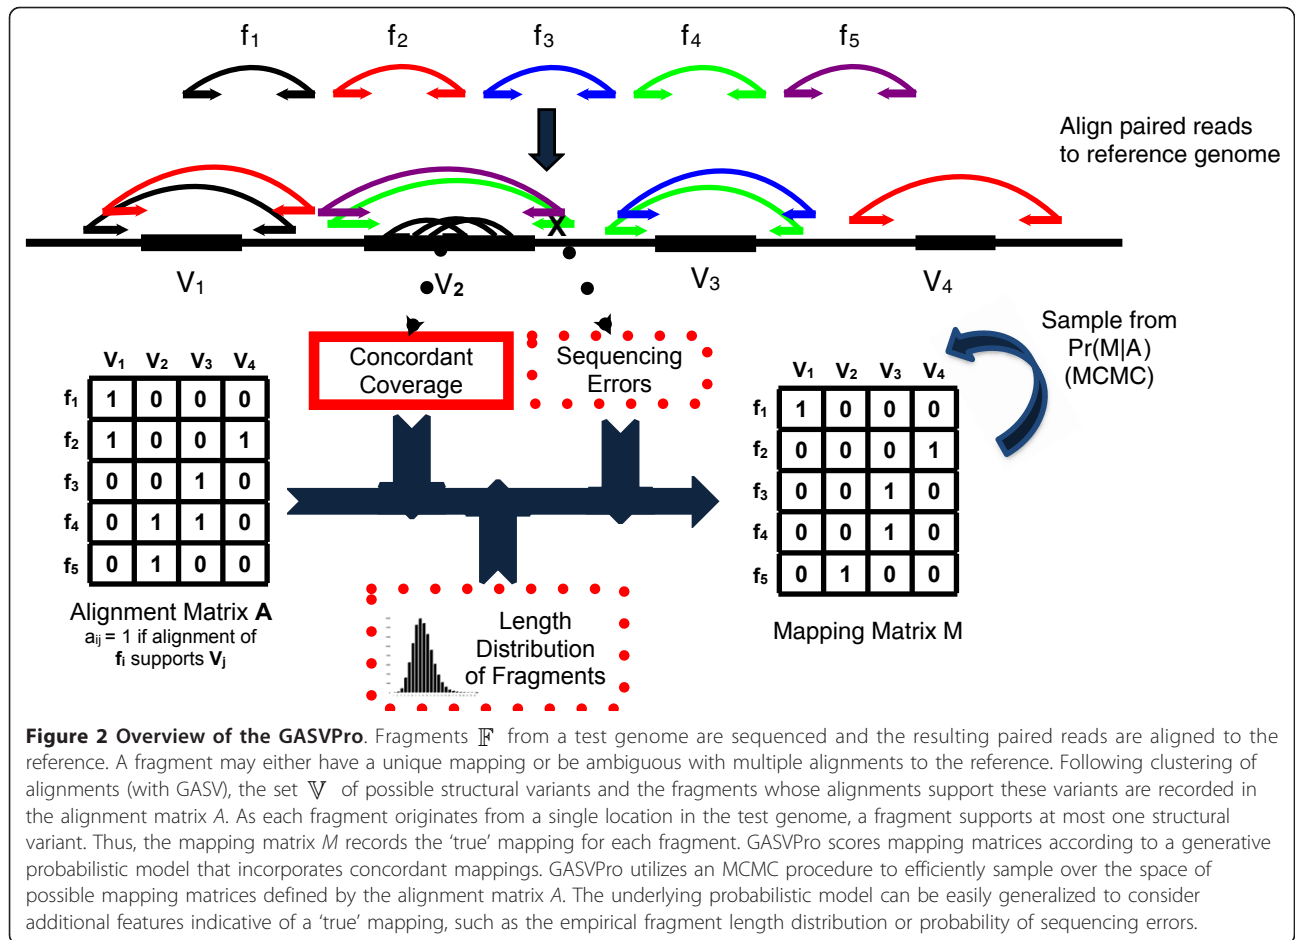 f1 f2 f3 f4 f5
Align paired reads
to reference genome
X
V1 V2 V3 V4
Concordant
Coverage
Sequencing
Errors
Sample from
Pr(M|A)
(MCMC)
V1 V2 V3 V4
f1 1 0 0 0
f2 1 0 0 1
f3 0 0 1 0
f4 0 1 1 0
f5 0 1 0 0
Alignment Matrix A
aij = 1 if alignment of
fi supports Vj
Length
Distribution
of Fragments
V1 V2 V3 V4
f1 1 0 0 0
f2 0 0 0 1
f3 0 0 1 0
f4 0 0 1 0
f5 0 1 0 0
Mapping Matrix M
Figure 2 Overview of the GASVPro. Fragments 𝔽 from a test genome are sequenced and the resulting paired reads are aligned to the
reference. A fragment may either have a unique mapping or be ambiguous with multiple alignments to the reference. Following clustering of
alignments (with GASV), the set 𝕍 of possible structural variants and the fragments whose alignments support these variants are recorded in
the alignment matrix A. As each fragment originates from a single location in the test genome, a fragment supports at most one structural
variant. Thus, the mapping matrix M records the 'true' mapping for each fragment. GASVPro scores mapping matrices according to a generative
probabilistic model that incorporates concordant mappings. GASVPro utilizes an MCMC procedure to efficiently sample over the space of
possible mapping matrices defined by the alignment matrix A. The underlying probabilistic model can be easily generalized to consider
additional features indicative of a 'true' mapping, such as the empirical fragment length distribution or probability of sequencing errors.